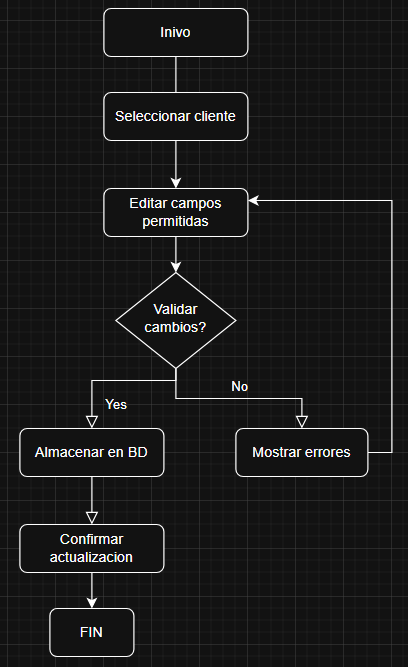 Inivo
Seleccionar cliente
Editar campos
permitidas
Validar
cambios?
Yes
No
Almacenar en BD
Mostrar errores
Confirmar
actualizacion
FIN